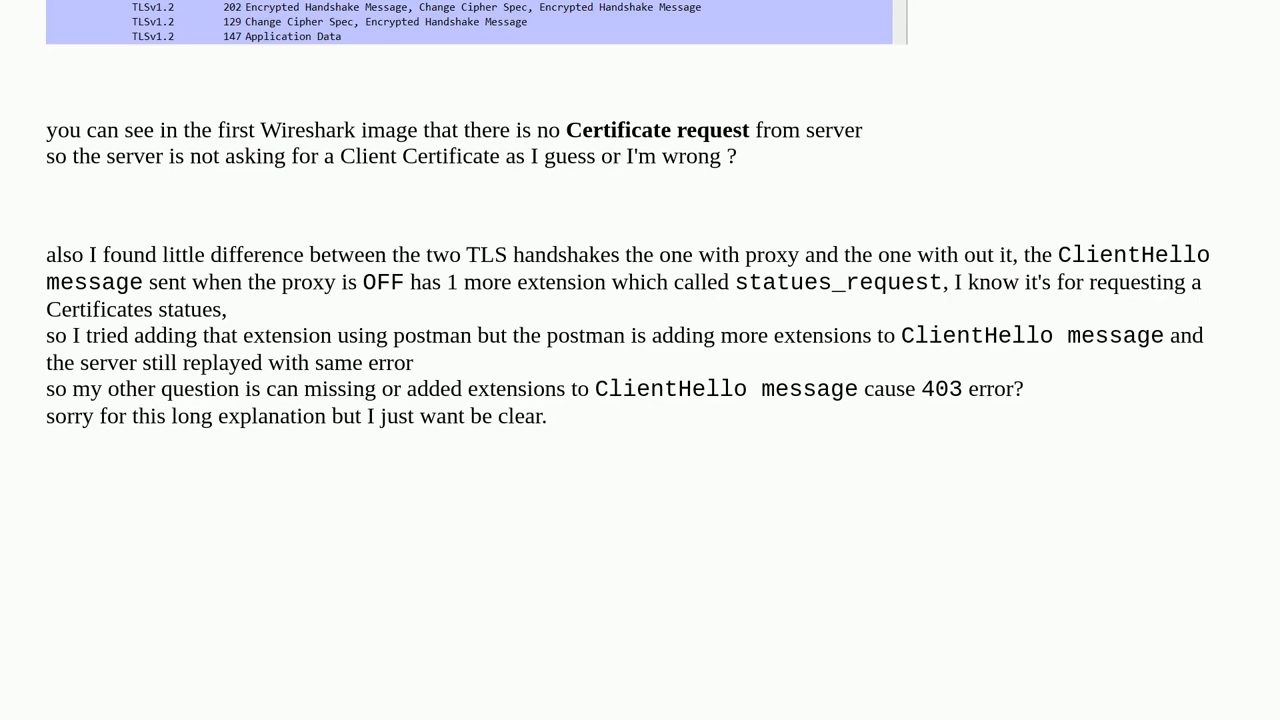 TLSv1.2 202 Encrypted Handshake Message, Change Cipher Spec, Encrypted Handshake Message
TLSv1.2 129 Change Cipher Spec, Encrypted Handshake Message
TLSv1.2 147 Application Data
you can see in the first Wireshark image that there is no Certificate request from server
so the server is not asking for a Client Certificate as I guess or I'm wrong ?
also I found little difference between the two TLS handshakes the one with proxy and the one with out it, the ClientHello
message sent when the proxy is OFF has 1 more extension which called statues_request, I know it's for requesting a
Certificates statues,
so I tried adding that extension using postman but the postman is adding more extensions to ClientHello message and
the server still replayed with same error
so my other question is can missing or added extensions to ClientHello message cause 403 error?
sorry for this long explanation but I just want be clear.